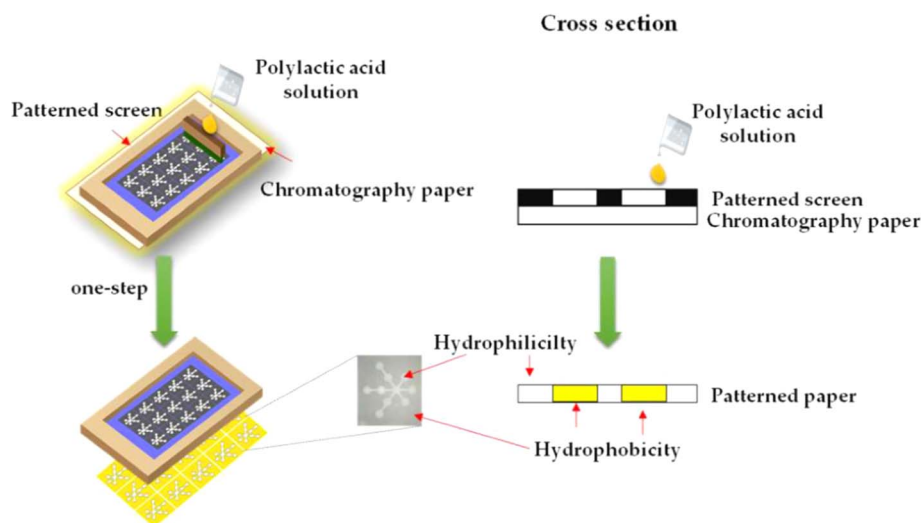 Cross section
Polylactic acid
solution
Patterned screen
Chromatography paper
one-step
Polylactic acid
solution
Patterned screen
Chromatography paper
Hydrophilicilty
Patterned paper
Hydrophobicity